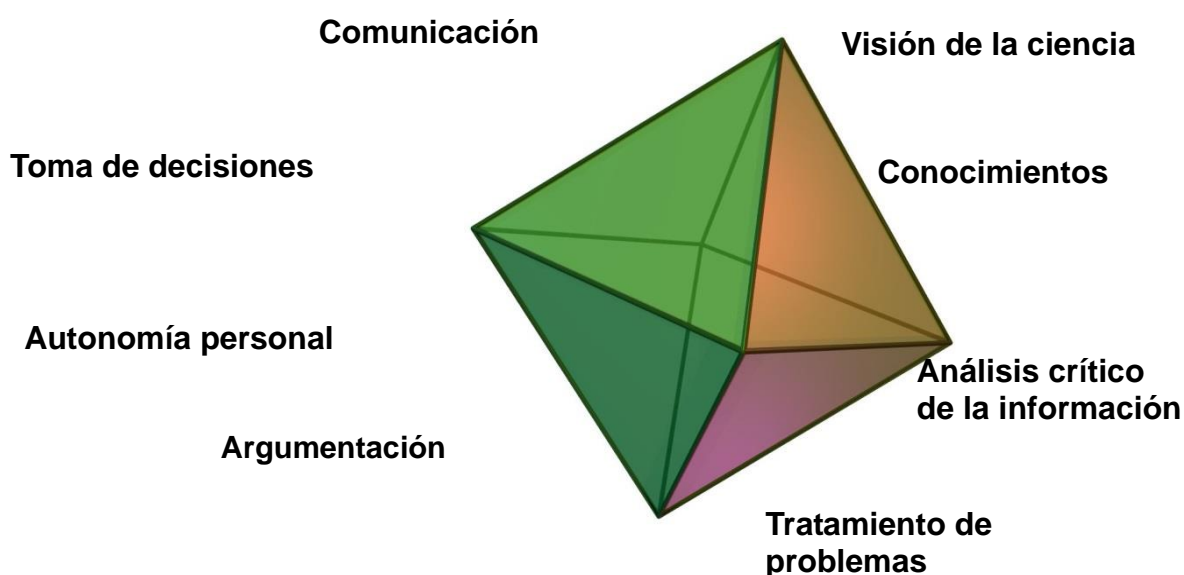 Comunicación
Visión de la ciencia
Toma de decisiones
Conocimientos
Autonomía personal
Análisis crítico
de la información
Argumentación
Tratamiento de
problemas